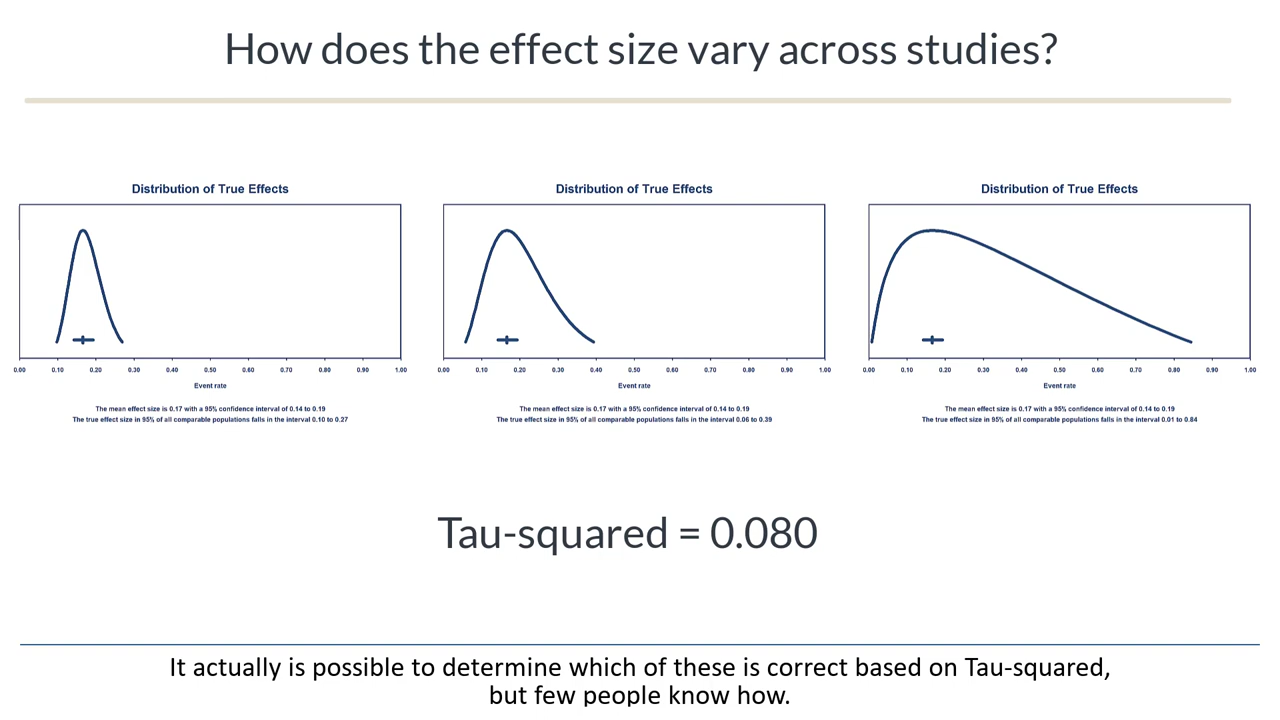 How does the effect size vary across studies?
Distribution of True Effects
0.00 0.10 0.20 0.30 0.40 0.50 0.60 0.70 0.80 0.90 1.00
Event rate
The mean effect size is 0.17 with a 95% confidence interval of 0.14 to 0.19
The true effect size in 95% of all comparable populations falls in the interval 0.10 to 0.27
Distribution of True Effects
0.00 0.10 0.20 0.30 0.40 0.50 0.60 0.70 0.80 0.90 1.00
Event rate
The mean effect size is 0.17 with a 95% confidence interval of 0.14 to 0.19
The true effect size in 95% of all comparable populations falls in the interval 0.06 to 0.39
Distribution of True Effects
0.00 0.10 0.20 0.30 0.40 0.50 0.60 0.70 0.80 0.90 1.00
Event rate
The mean effect size is 0.17 with a 95% confidence interval of 0.14 to 0.19
The true effect size in 95% of all comparable populations falls in the interval 0.01 to 0.84
Tau-squared = 0.080
It actually is possible to determine which of these is correct based on Tau-squared,
but few people know how.